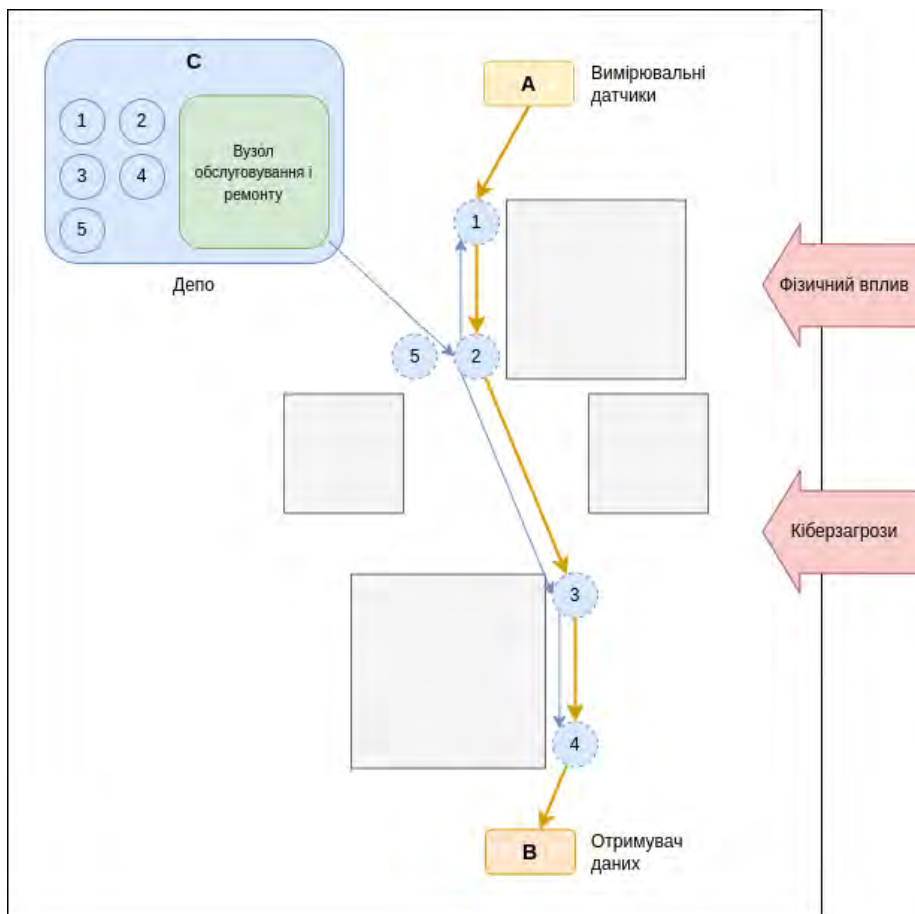 C
1
2
3
4
5
Вузол
обслуговування і
ремонту
Депо
A
Вимірювальні
датчики
1
5
2
Фізичний вплив
Кіберзагрози
3
4
B
Отримувач
даних